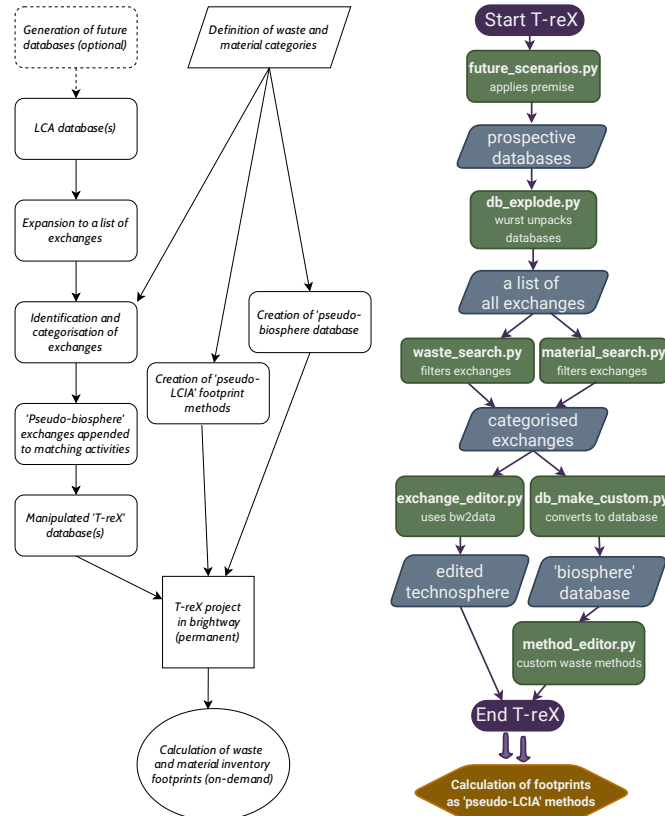 Generation of future
databases (optional)
Definition of waste and
material categories
LCA database(s)
Expansion to a list of
exchanges
Identification and
categorisation of
exchanges
Creation of 'pseudo-
biosphere database
Creation of 'pseudo-
LCIA' footprint
methods
'Pseudo-biosphere'
exchanges appended
to matching activities
Manipulated 'T-reX'
database(s)
T-reX project
in brightway
(permanent)
Calculation of waste
and material inventory
footprints (on-demand)
Start T-reX
future_scenarios.py
applies premise
prospective
databases
db_explode.py
wurst unpacks
databases
a list of
all exchanges
waste_search.py
filters exchanges
material_search.py
filters exchanges
categorised
exchanges
exchange_editor.py
uses bw2data
db_make_custom.py
converts to database
edited
technosphere
'biosphere'
database
method_editor.py
custom waste methods
End T-reX
Calculation of footprints
as 'pseudo-LCIA' methods